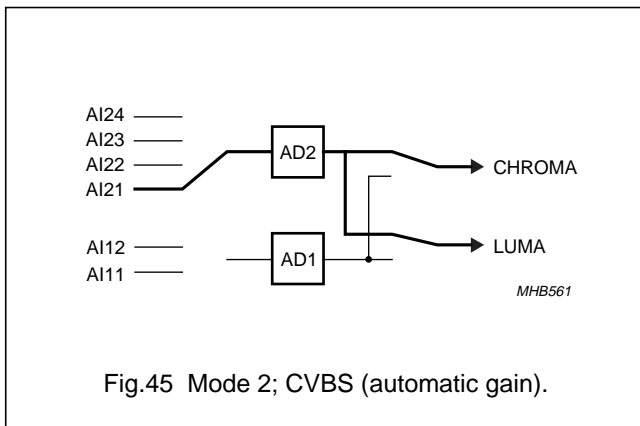 AI24
AI23
AI22
AI21
AD2
CHROMA
AI12
AI11
AD1
LUMA
MHB561
Fig.45 Mode 2; CVBS (automatic gain).